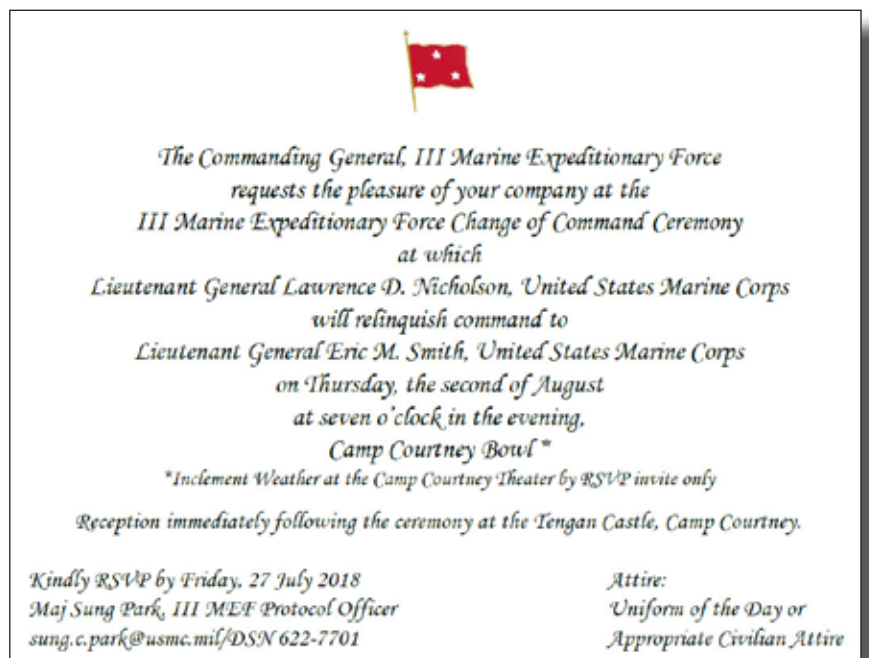 The Commanding General, III Marine Expeditionary Force
requests the pleasure of your company at the
III Marine Expeditionary Force Change of Command Ceremony
at which
Lieutenant General Lawrence D. Nicholson, United States Marine Corps
will relinquish command to
Lieutenant General Eric M. Smith, United States Marine Corps
on Thursday, the second of August
at seven o'clock in the evening,
Camp Courtney Bowl *
*Inclement Weather at the Camp Courtney Theater by RSVP invite only
Reception immediately following the ceremony at the Tengan Castle, Camp Courtney.
Kindly RSVP by Friday, 27 July 2018
Maj Sung Park, III MEF Protocol Officer
sung.c.park@usmc.mil/DSN 622-7701
Attire:
Uniform of the Day or
Appropriate Civilian Attire